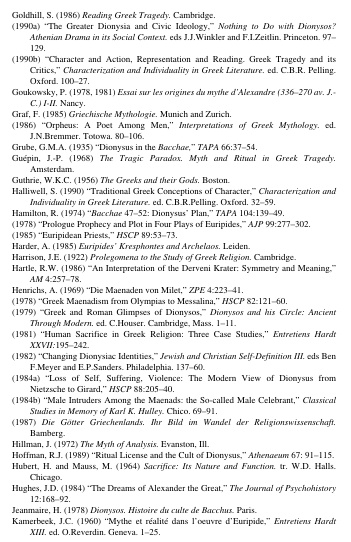 Goldhill, S. (1986) Reading Greek Tragedy. Cambridge.
(1990a) “The Greater Dionysia and Civic Ideology,” Nothing to Do with Dionysos?
Athenian Drama in its Social Context. eds J.J.Winkler and F.I.Zeitlin. Princeton. 97–
129.
(1990b) “Character and Action, Representation and Reading. Greek Tragedy and its
Critics,” Characterization and Individuality in Greek Literature. ed. C.B.R. Pelling.
Oxford. 100–27.
Goukowsky, P. (1978, 1981) Essai sur les origines du mythe d'Alexandre (336–270 av. J.-
C.) I-II. Nancy.
Graf, F. (1985) Griechische Mythologie. Munich and Zurich.
(1986) “Orpheus: A Poet Among Men,” Interpretations of Greek Mythology. ed.
J.N.Bremmer. Totowa. 80–106.
Grube, G.M.A. (1935) “Dionysus in the Bacchae,” TAPA 66:37–54.
Guépin, J.-P. (1968) The Tragic Paradox. Myth and Ritual in Greek Tragedy.
Amsterdam.
Guthrie, W.K.C. (1956) The Greeks and their Gods. Boston.
Halliwell, S. (1990) “Traditional Greek Conceptions of Character,” Characterization and
Individuality in Greek Literature. ed. C.B.R.Pelling. Oxford. 32–59.
Hamilton, R. (1974) “Bacchae 47–52: Dionysus' Plan,” TAPA 104:139–49.
(1978) “Prologue Prophecy and Plot in Four Plays of Euripides,” AJP 99:277–302.
(1985) “Euripidean Priests,” HSCP 89:53–73.
Harder, A. (1985) Euripides' Kresphontes and Archelaos. Leiden.
Harrison, J.E. (1922) Prolegomena to the Study of Greek Religion. Cambridge.
Hartle, R.W. (1986) “An Interpretation of the Derveni Krater: Symmetry and Meaning,”
AM 4:257–78.
Henrichs, A. (1969) “Die Maenaden von Milet,” ZPE 4:223–41.
(1978) “Greek Maenadism from Olympias to Messalina,” HSCP 82:121–60.
(1979) “Greek and Roman Glimpses of Dionysos,” Dionysos and his Circle: Ancient
Through Modern. ed. C.Houser. Cambridge, Mass. 1–11.
(1981) “Human Sacrifice in Greek Religion: Three Case Studies,” Entretiens Hardt
XXVII:195–242.
(1982) “Changing Dionysiac Identities,” Jewish and Christian Self-Definition III. eds Ben
F.Meyer and E.P.Sanders. Philadelphia. 137–60.
(1984a) “Loss of Self, Suffering, Violence: The Modern View of Dionysus from
Nietzsche to Girard,” HSCP 88:205–40.
(1984b) “Male Intruders Among the Maenads: the So-called Male Celebrant,” Classical
Studies in Memory of Karl K. Hulley. Chico. 69–91.
(1987) Die Götter Griechenlands. Ihr Bild im Wandel der Religionswissenschaft.
Bamberg.
Hillman, J. (1972) The Myth of Analysis. Evanston, Ill.
Hoffman, R.J. (1989) “Ritual License and the Cult of Dionysus,” Athenaeum 67: 91–115.
Hubert, H. and Mauss, M. (1964) Sacrifice: Its Nature and Function. tr. W.D. Halls.
Chicago.
Hughes, J.D. (1984) “The Dreams of Alexander the Great,” The Journal of Psychohistory
12:168–92.
Jeanmaire, H. (1978) Dionysos. Histoire du culte de Bacchus. Paris.
Kamerbeek, J.C. (1960) “Mythe et réalité dans l'oeuvre d'Euripide,” Entretiens Hardt
XIII. ed. O.Reverdin. Geneva. 1–25.